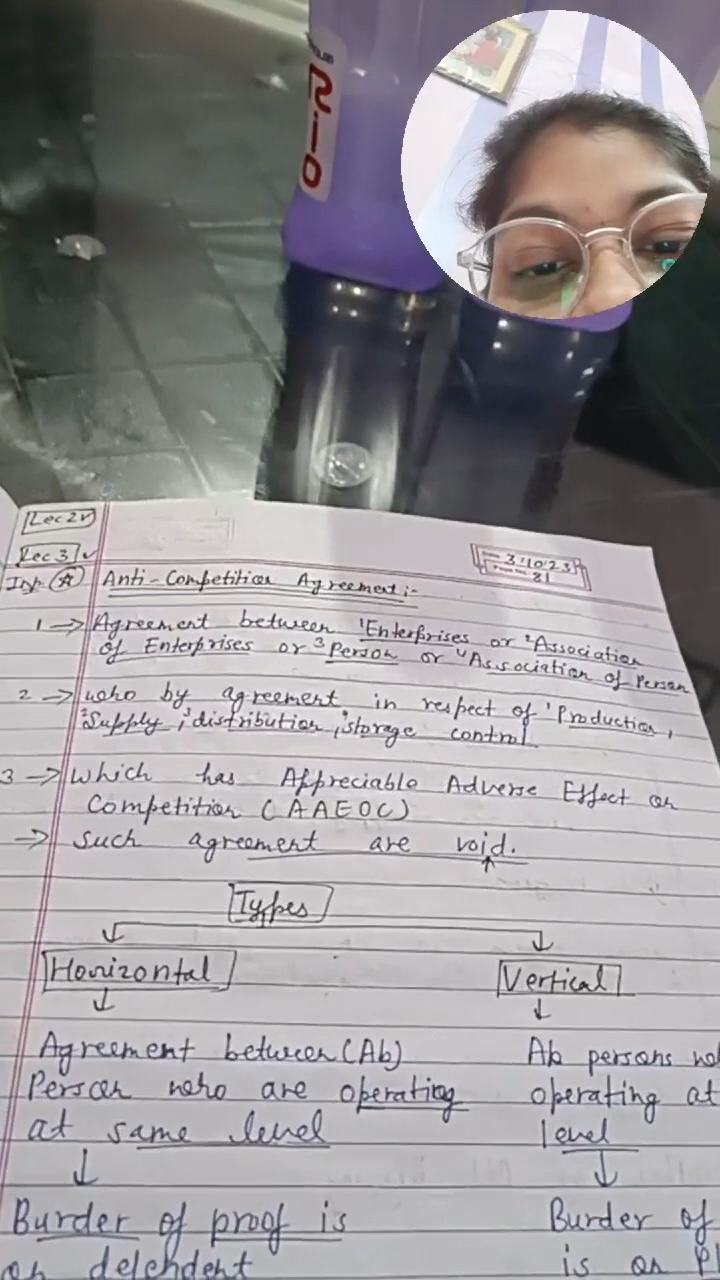 Rio
Lec 2
Lec 3
Imp. Anti-Competition Agreement:-
3/10/23
81
1 → Agreement between ¹Enterprises or ²Association
of Enterprises or ³Person or ⁴Association of Person
2 → who by agreement in respect of ¹Production,
²Supply, ³distribution, storage control
3 → which has Appreciable Adverse Effect on
Competition (AAEOC)
→ such agreement are void.
Types
Horizontal
Vertical
Agreement between (Ab)
Person who are operating
at same level
Ab persons
operating at
level
Burden of proof is
on defendent
Burden of
is on